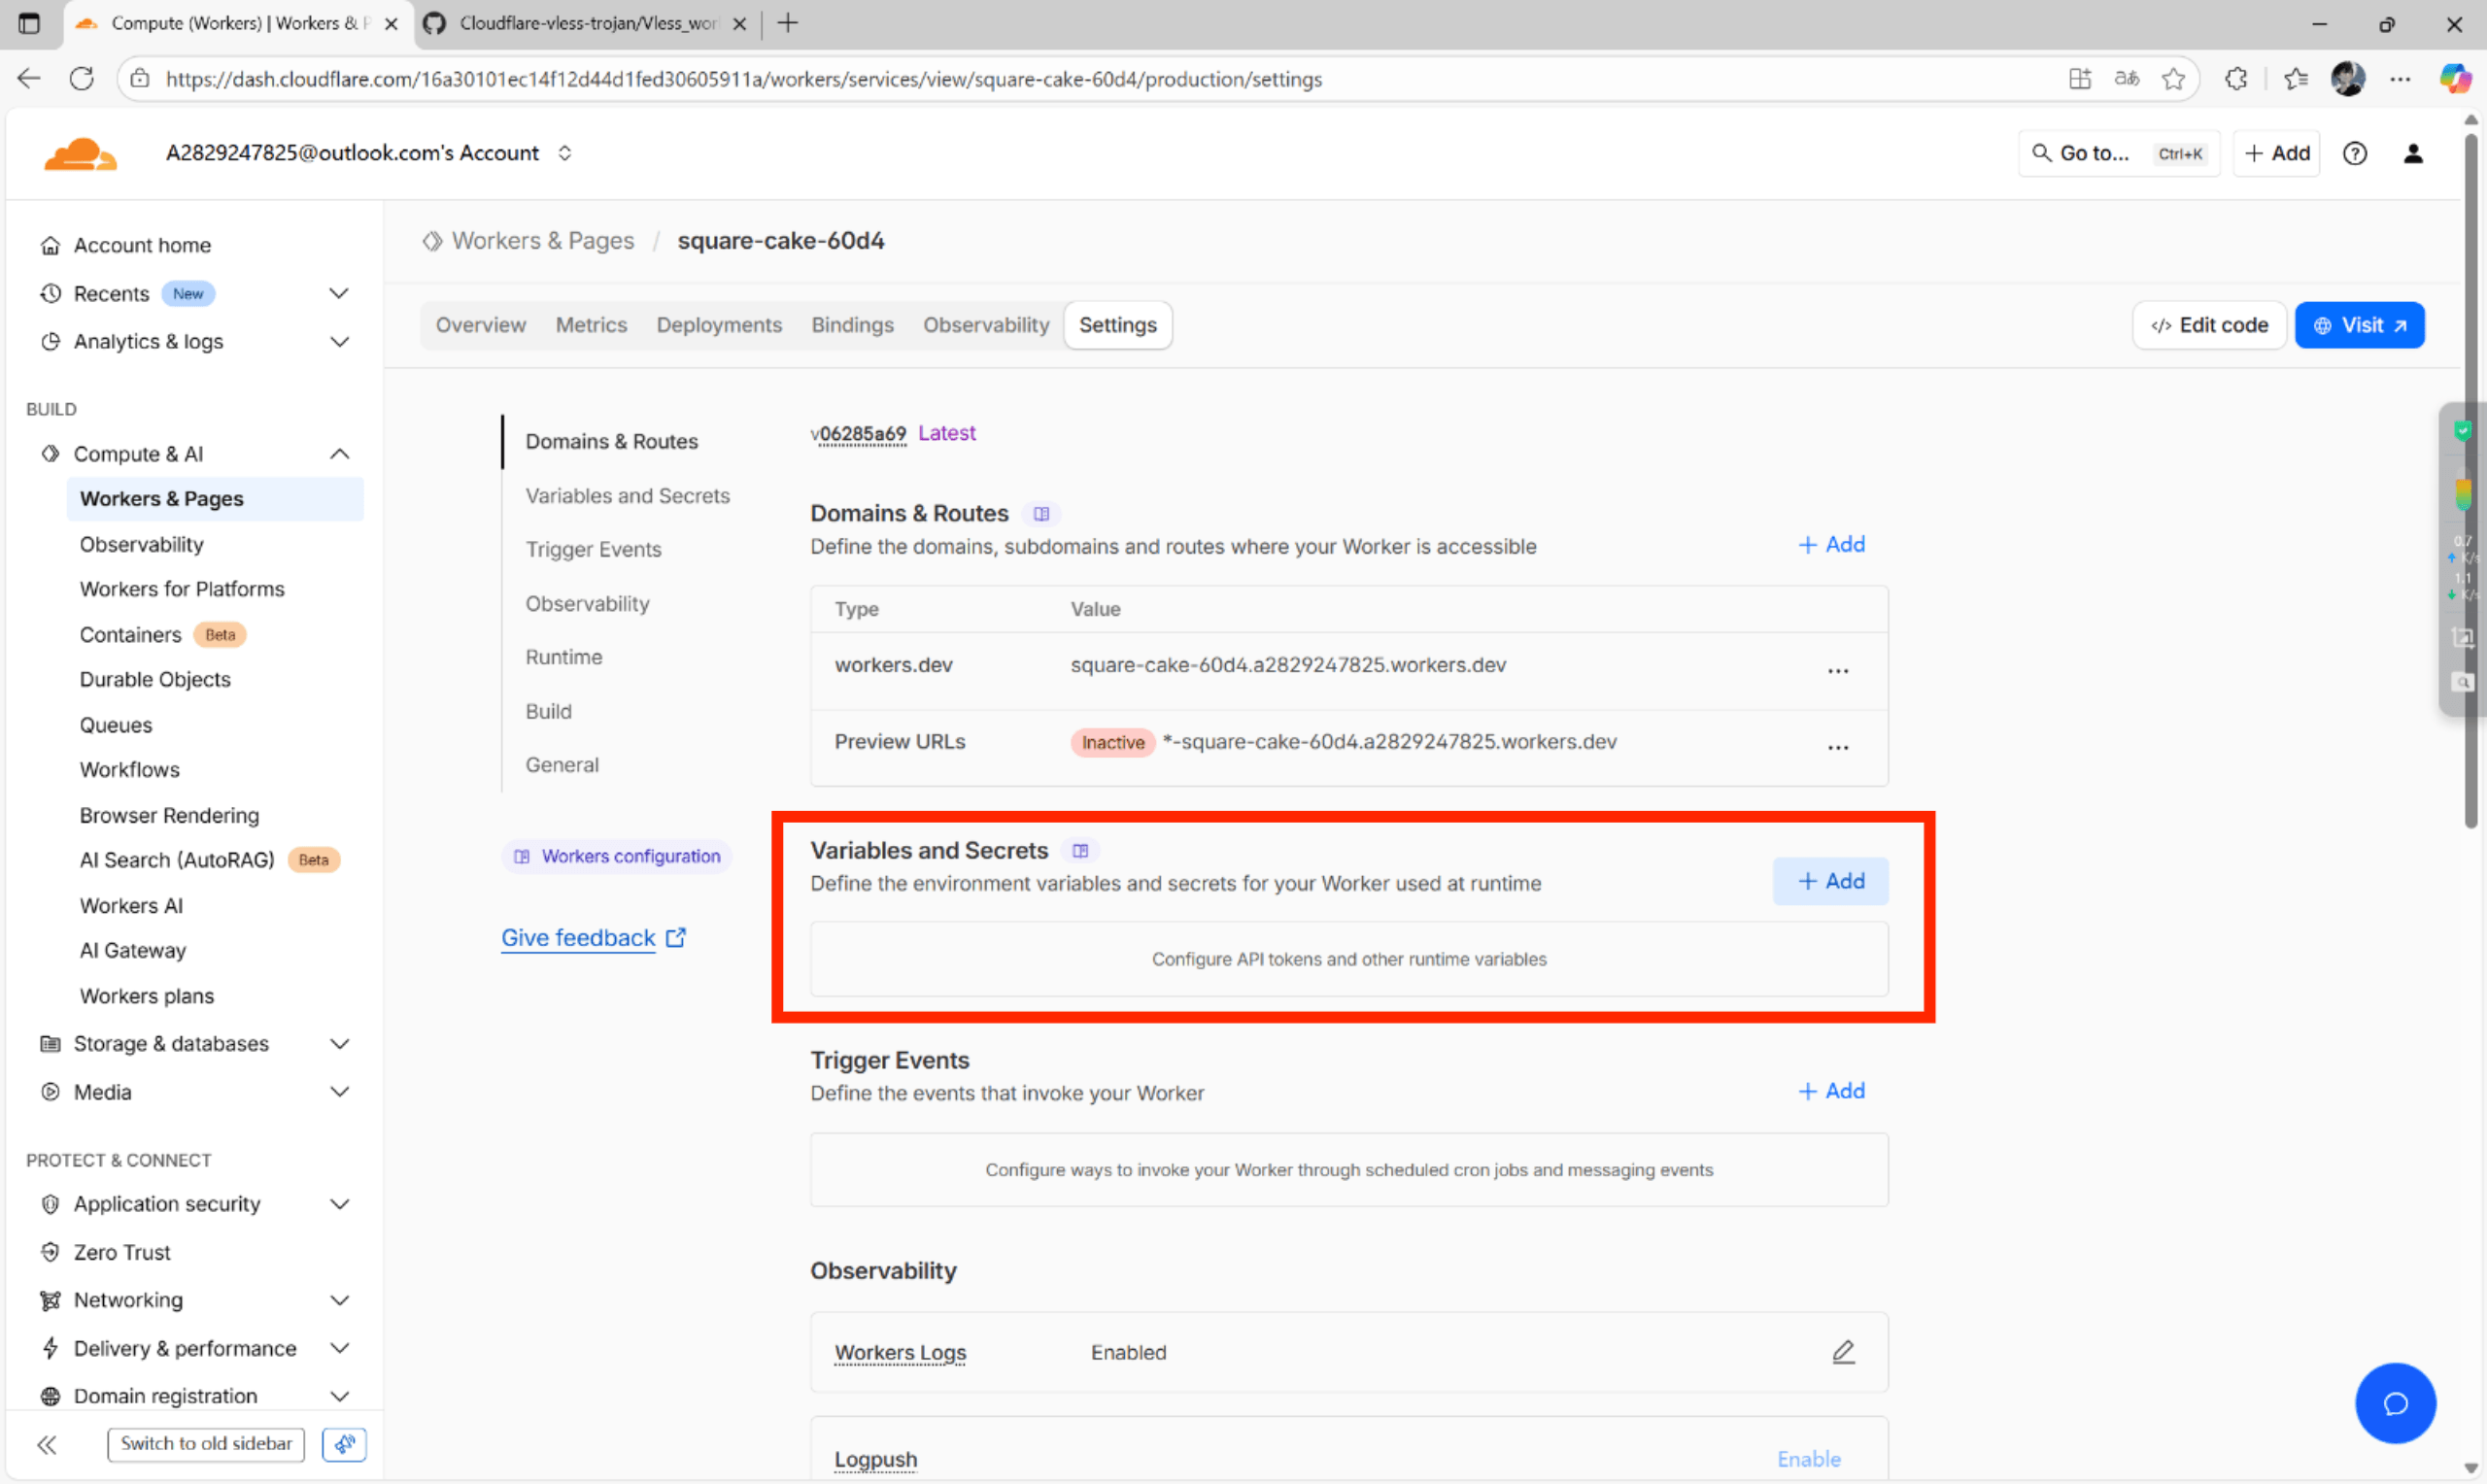 Compute (Workers) | Workers & P
Cloudflare-vless-trojan/Vless_wor
https://dash.cloudflare.com/16a30101ec14f12d44d1fed30605911a/workers/services/view/square-cake-60d4/production/settings
A2829247825@outlook.com's Account
Go to... Ctrl+K
Add
Account home
Recents New
Analytics & logs
BUILD
Compute & AI
Workers & Pages
Observability
Workers for Platforms
Containers Beta
Durable Objects
Queues
Workflows
Browser Rendering
AI Search (AutoRAG) Beta
Workers AI
AI Gateway
Workers plans
Storage & databases
Media
PROTECT & CONNECT
Application security
Zero Trust
Networking
Delivery & performance
Domain registration
Switch to old sidebar
Workers & Pages / square-cake-60d4
Overview Metrics Deployments Bindings Observability Settings
</> Edit code
Visit
Domains & Routes
Variables and Secrets
Trigger Events
Observability
Runtime
Build
General
Workers configuration
Give feedback
v06285a69 Latest
Domains & Routes
Define the domains, subdomains and routes where your Worker is accessible
+ Add
Type Value
workers.dev square-cake-60d4.a2829247825.workers.dev ...
Preview URLs Inactive *-square-cake-60d4.a2829247825.workers.dev ...
Variables and Secrets
Define the environment variables and secrets for your Worker used at runtime
+ Add
Configure API tokens and other runtime variables
Trigger Events
Define the events that invoke your Worker
+ Add
Configure ways to invoke your Worker through scheduled cron jobs and messaging events
Observability
Workers Logs Enabled
Logpush Enable
0.7
K/s
1.1
K/s